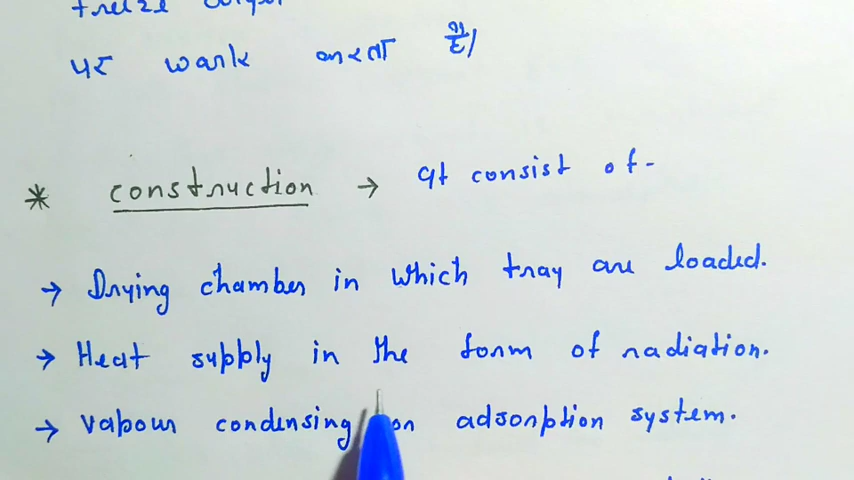 पर work करता है।
* construction → It consist of -
→ Drying chamber in which tray are loaded.
→ Heat supply in the form of radiation.
→ Vapour condensing or adsorption system.